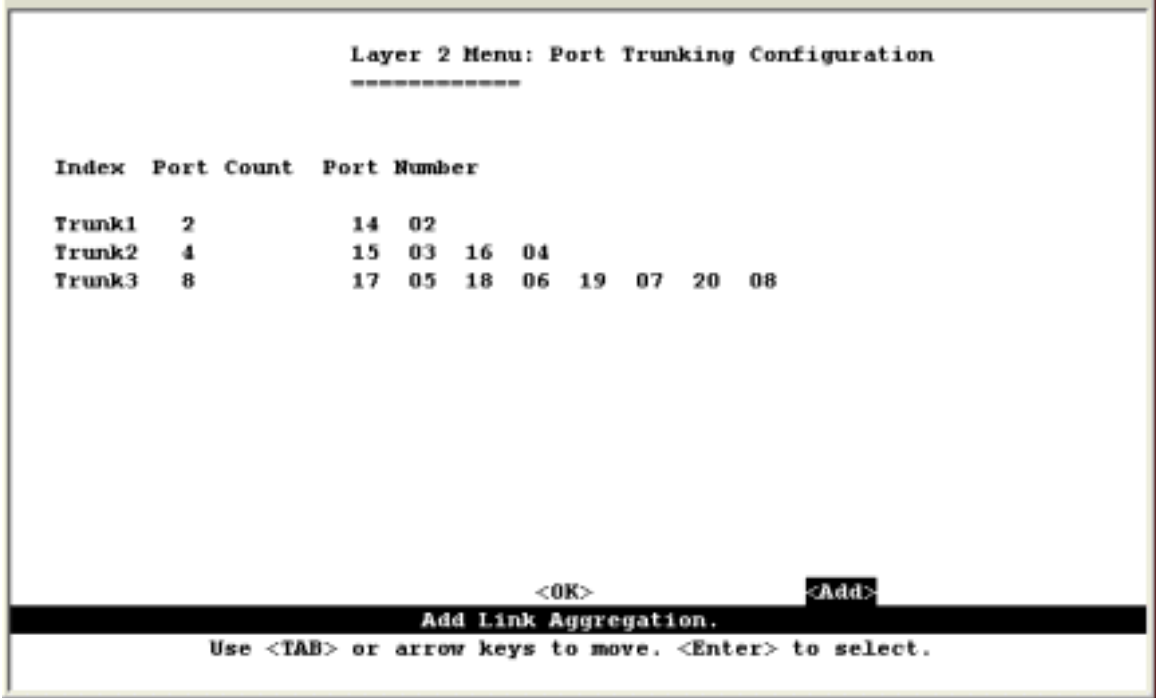 Layer 2 Menu: Port Trunking Configuration
============
Index Port Count Port Number
Trunk1 2 14 02
Trunk2 4 15 03 16 04
Trunk3 8 17 05 18 06 19 07 20 08
<OK> <Add>
Add Link Aggregation.
Use <TAB> or arrow keys to move. <Enter> to select.